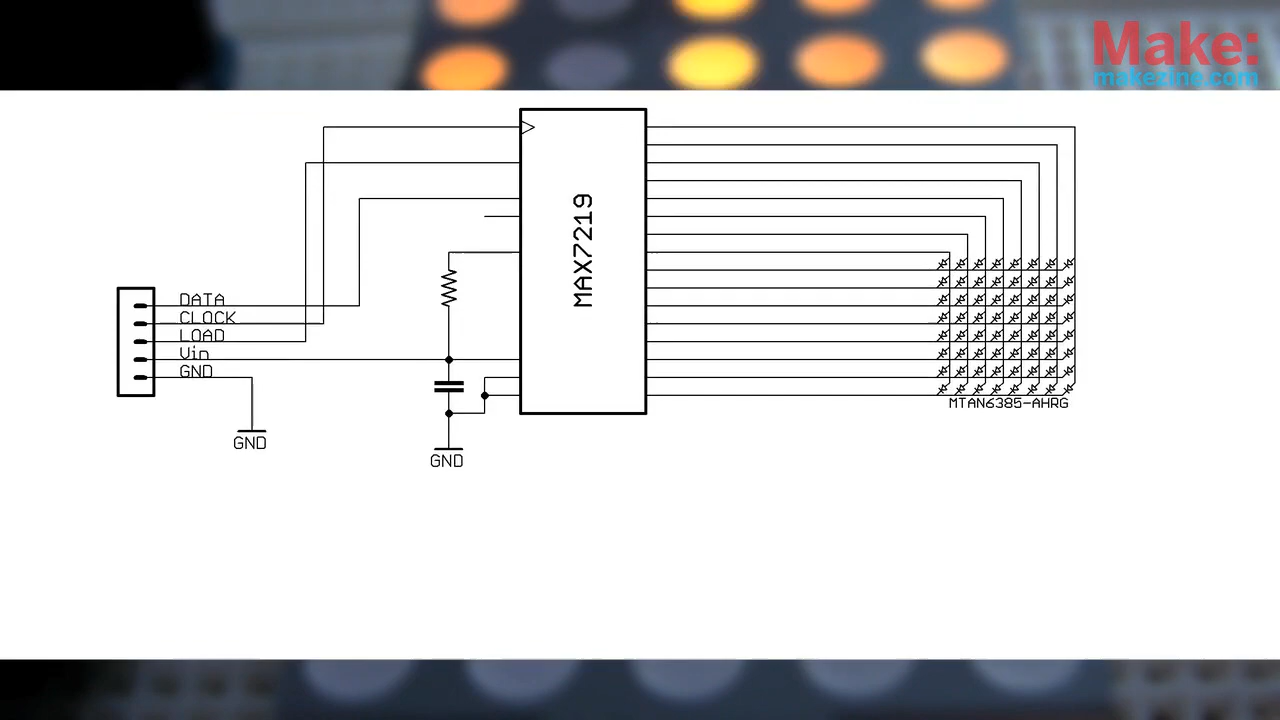 Make:
makezine.com
MAX7219
DATA
CLOCK
LOAD
Vin
GND
GND
GND
MTAN6385-AHRG